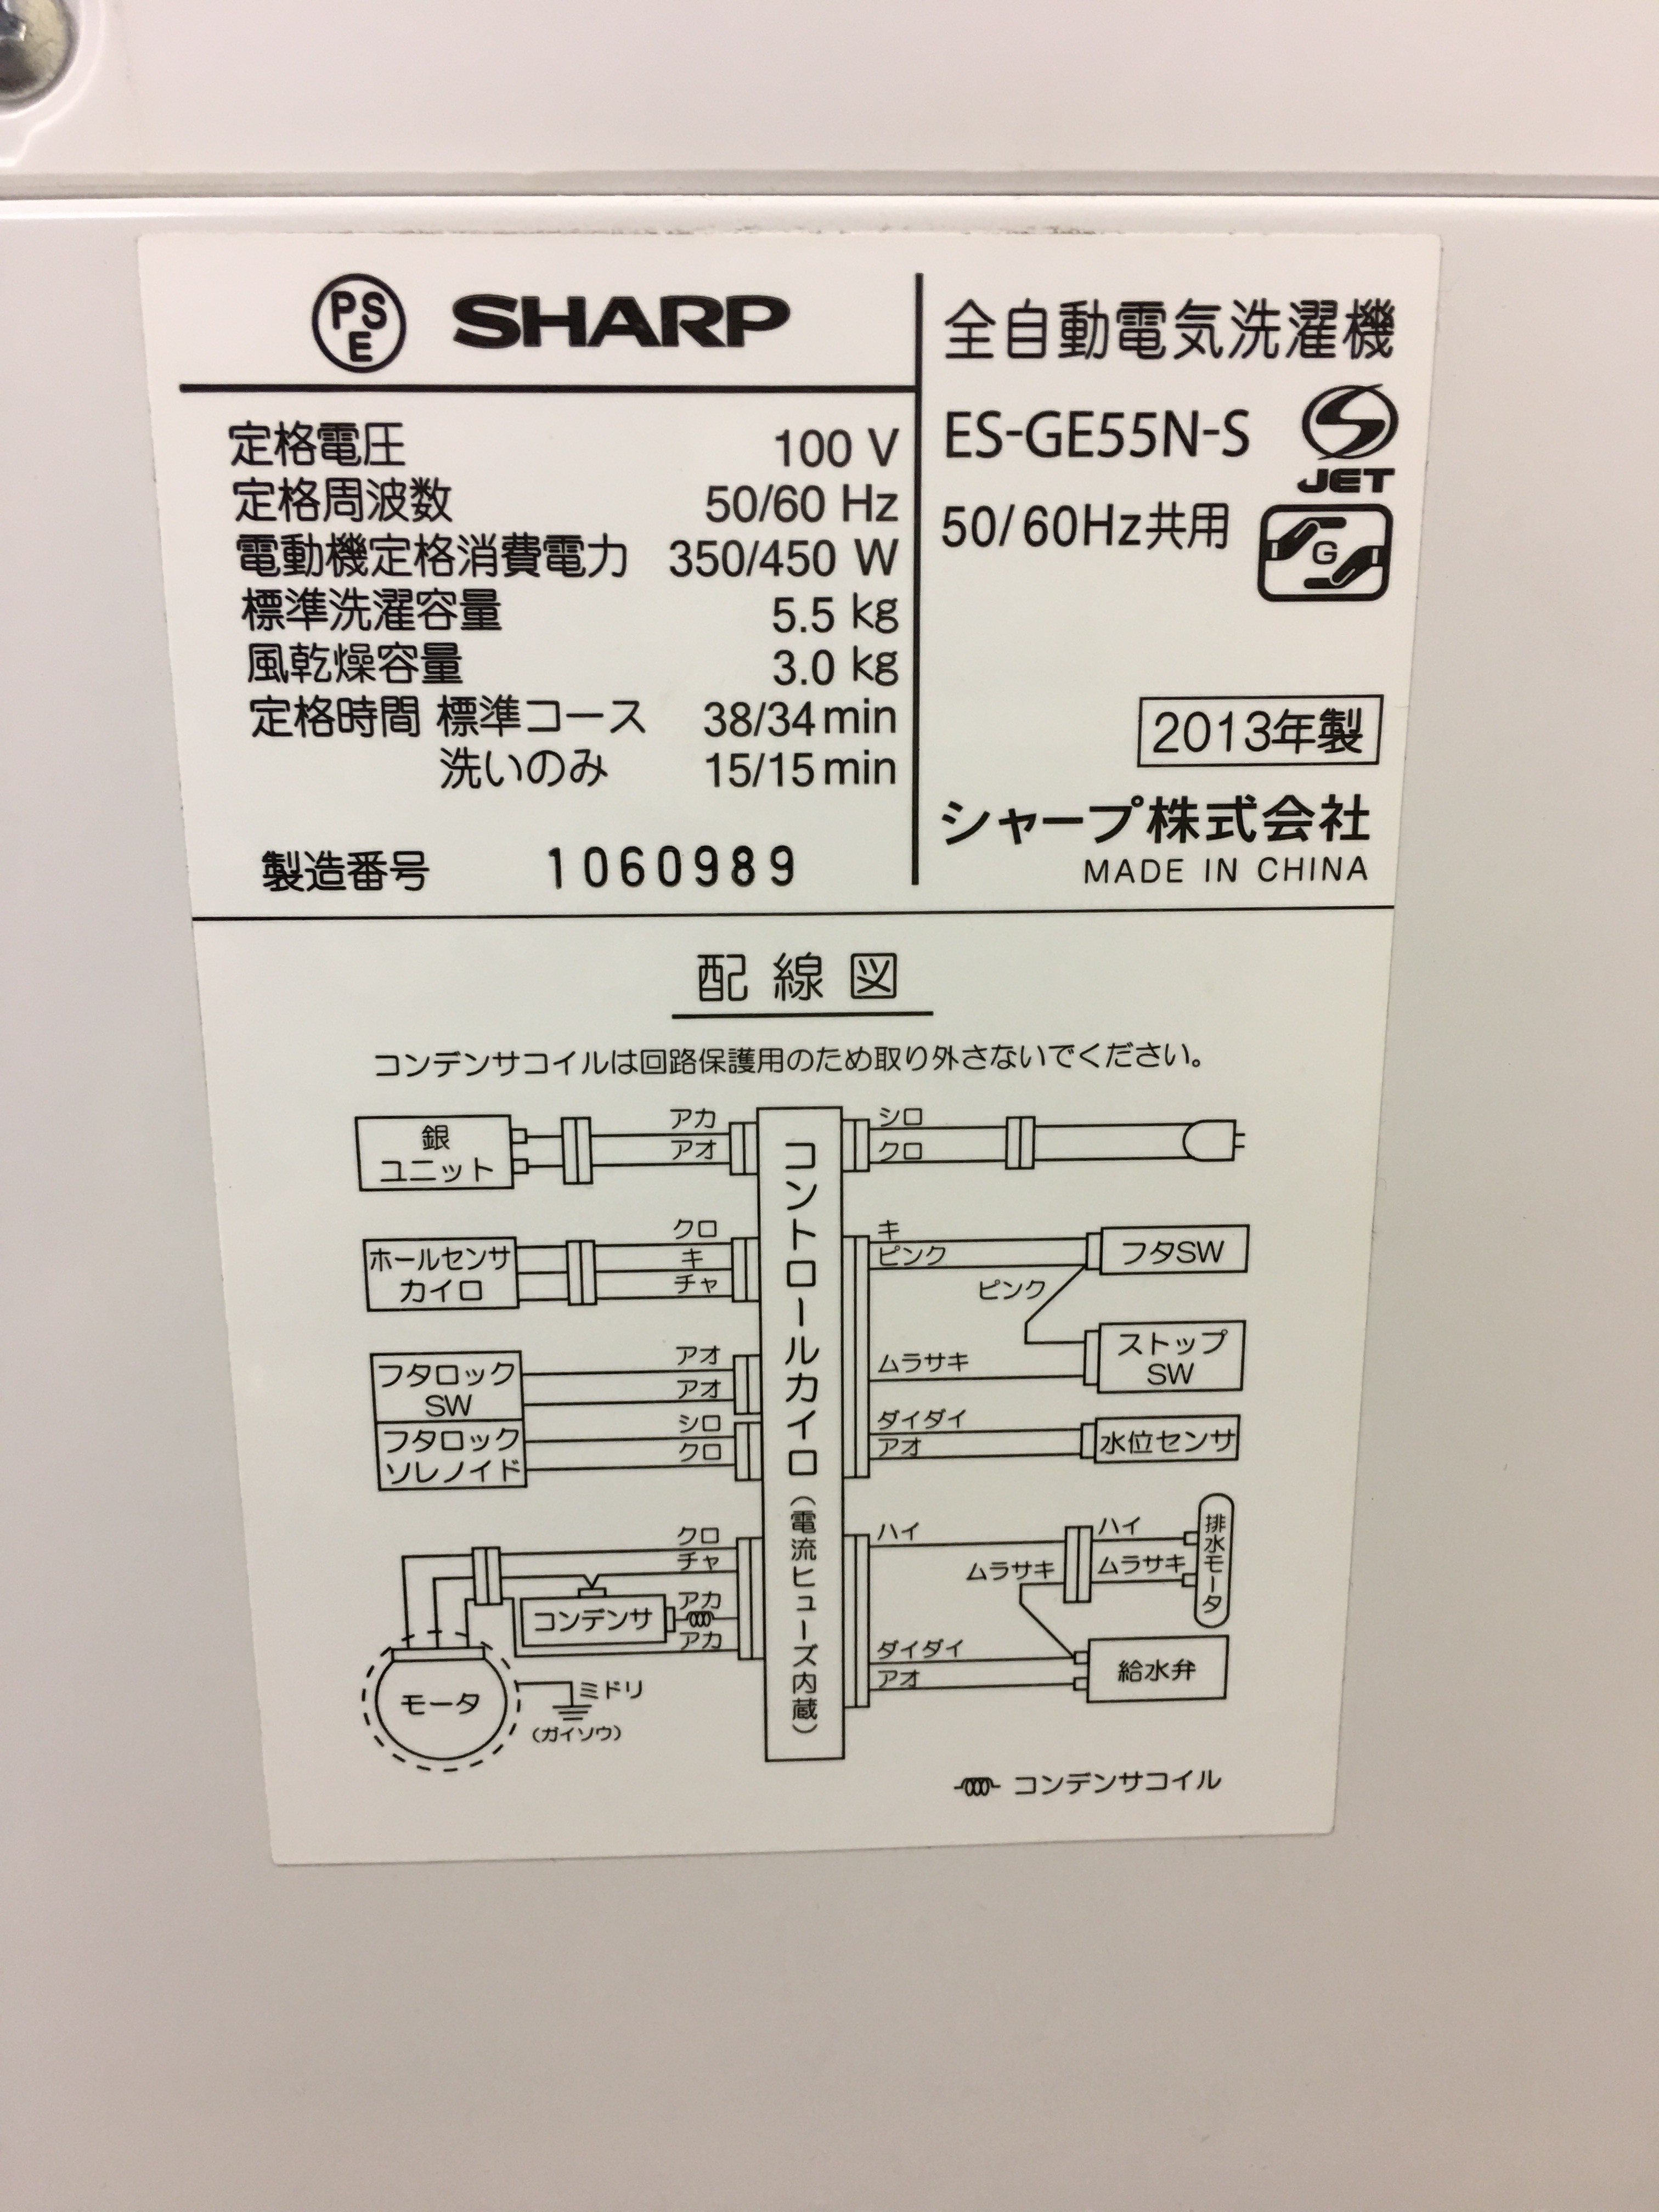 PSE SHARP
定格電圧 100 V
定格周波数 50/60 Hz
電動機定格消費電力 350/450 W
標準洗濯容量 5.5 kg
風乾燥容量 3.0 kg
定格時間 標準コース 38/34 min
洗いのみ 15/15 min
製造番号 1060989
全自動電気洗濯機
ES-GE55N-S
JET
50/60Hz共用
G
2013年製
シャープ株式会社
MADE IN CHINA
配線図
コンデンサコイルは回路保護用のため取り外さないでください。
銀
ユニット
アカ
アオ
ホールセンサ
カイロ
クロ
キ
チャ
フタロック
SW
アオ
アオ
フタロック
ソレノイド
シロ
クロ
クロ
チャ
コンデンサ
アカ
アカ
モータ
ミドリ
(ガイソウ)
コントロールカイロ(電流ヒューズ内蔵)
シロ
クロ
キ
ピンク
フタSW
ピンク
ストップ
SW
ムラサキ
ダイダイ
アオ
水位センサ
ハイ
ハイ
ムラサキ
ムラサキ
排水モータ
ダイダイ
アオ
給水弁
コンデンサコイル